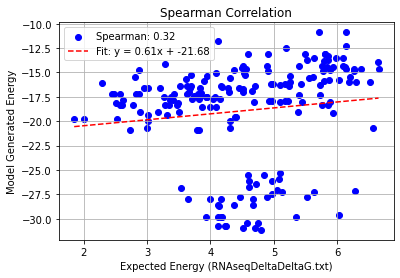 Spearman Correlation
Spearman: 0.32
Fit: y = 0.61x + -21.68
Model Generated Energy
−10.0
−12.5
−15.0
−17.5
−20.0
−22.5
−25.0
−27.5
−30.0
2 3 4 5 6
Expected Energy (RNAseqDeltaDeltaG.txt)